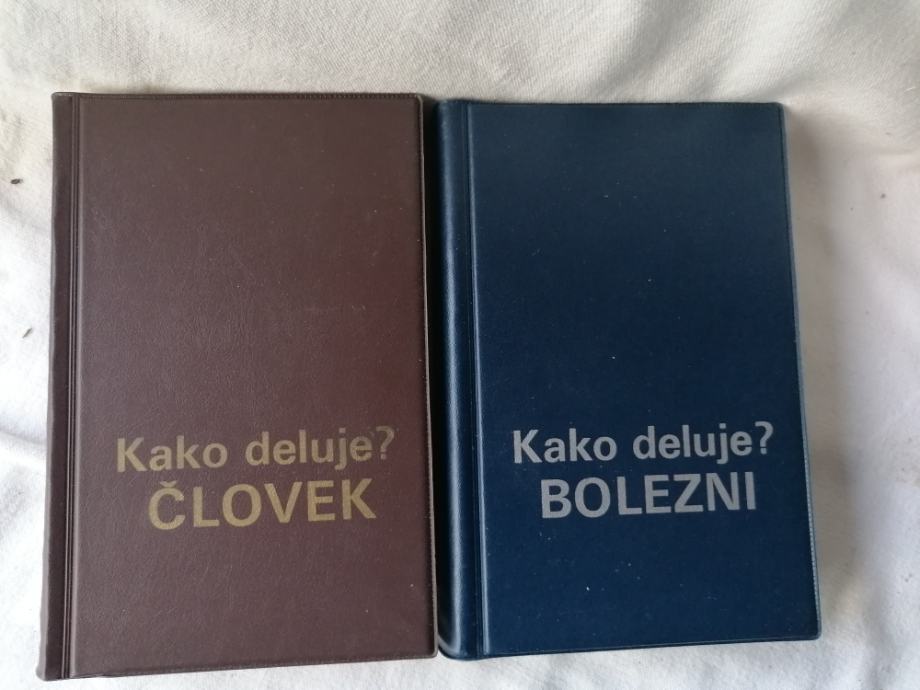 Kako deluje?
ČLOVEK
Kako deluje?
BOLEZNI